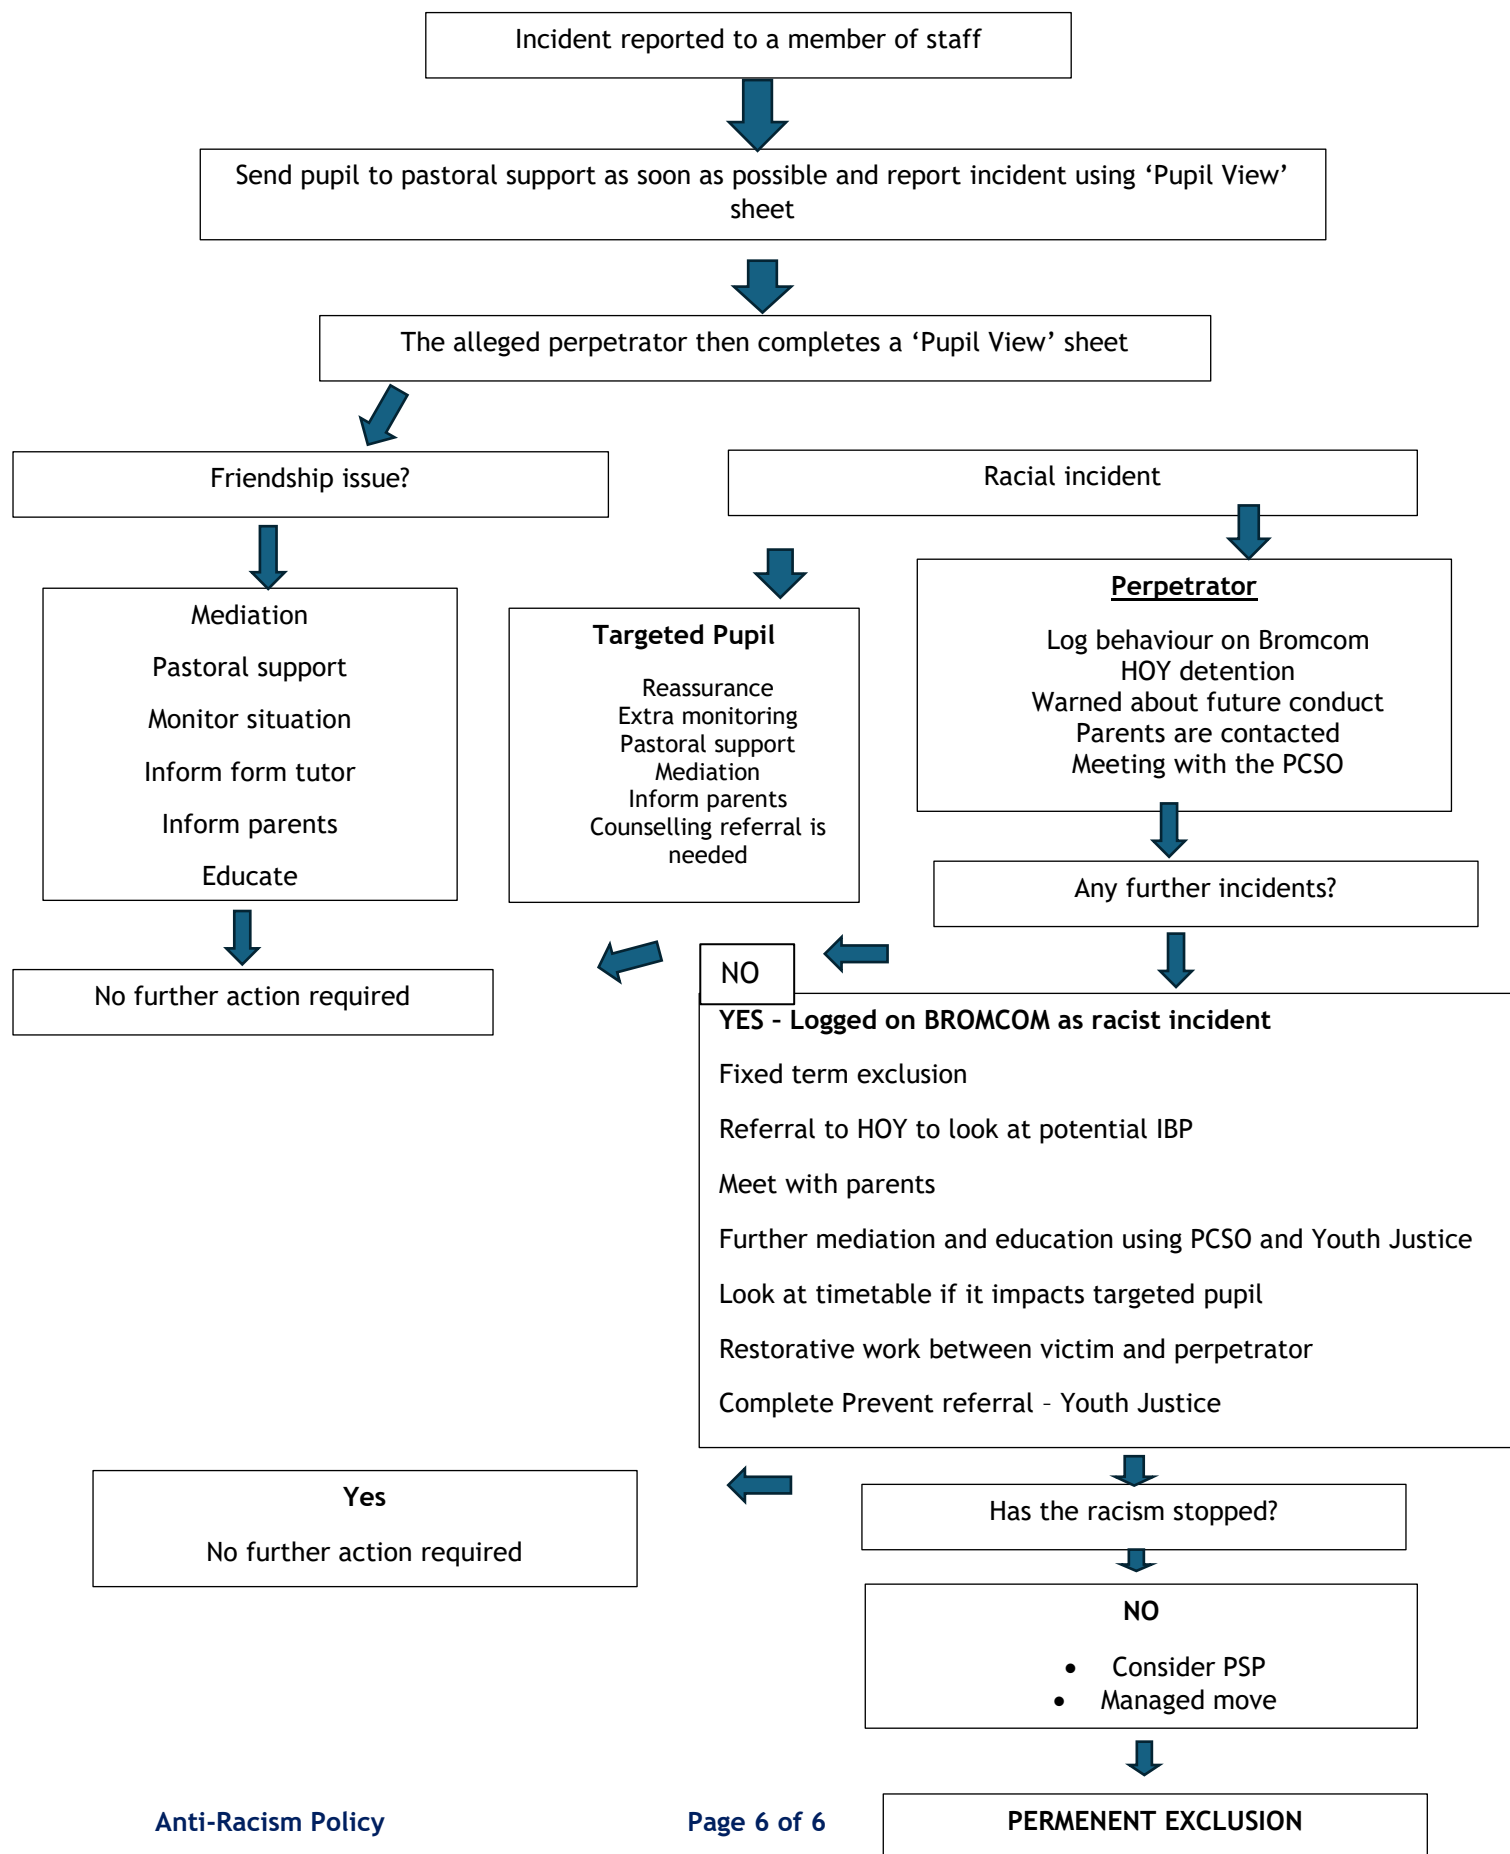 Incident reported to a member of staff
Send pupil to pastoral support as soon as possible and report incident using ‘Pupil View’
sheet
The alleged perpetrator then completes a ‘Pupil View’ sheet
Friendship issue?
Racial incident
Mediation
Pastoral support
Monitor situation
Inform form tutor
Inform parents
Educate
Targeted Pupil
Reassurance
Extra monitoring
Pastoral support
Mediation
Inform parents
Counselling referral is
needed
Perpetrator
Log behaviour on Bromcom
HOY detention
Warned about future conduct
Parents are contacted
Meeting with the PCSO
Any further incidents?
No further action required
NO
YES – Logged on BROMCOM as racist incident
Fixed term exclusion
Referral to HOY to look at potential IBP
Meet with parents
Further mediation and education using PCSO and Youth Justice
Look at timetable if it impacts targeted pupil
Restorative work between victim and perpetrator
Complete Prevent referral – Youth Justice
Yes
No further action required
Has the racism stopped?
NO
• Consider PSP
• Managed move
PERMENENT EXCLUSION
Anti-Racism Policy
Page 6 of 6